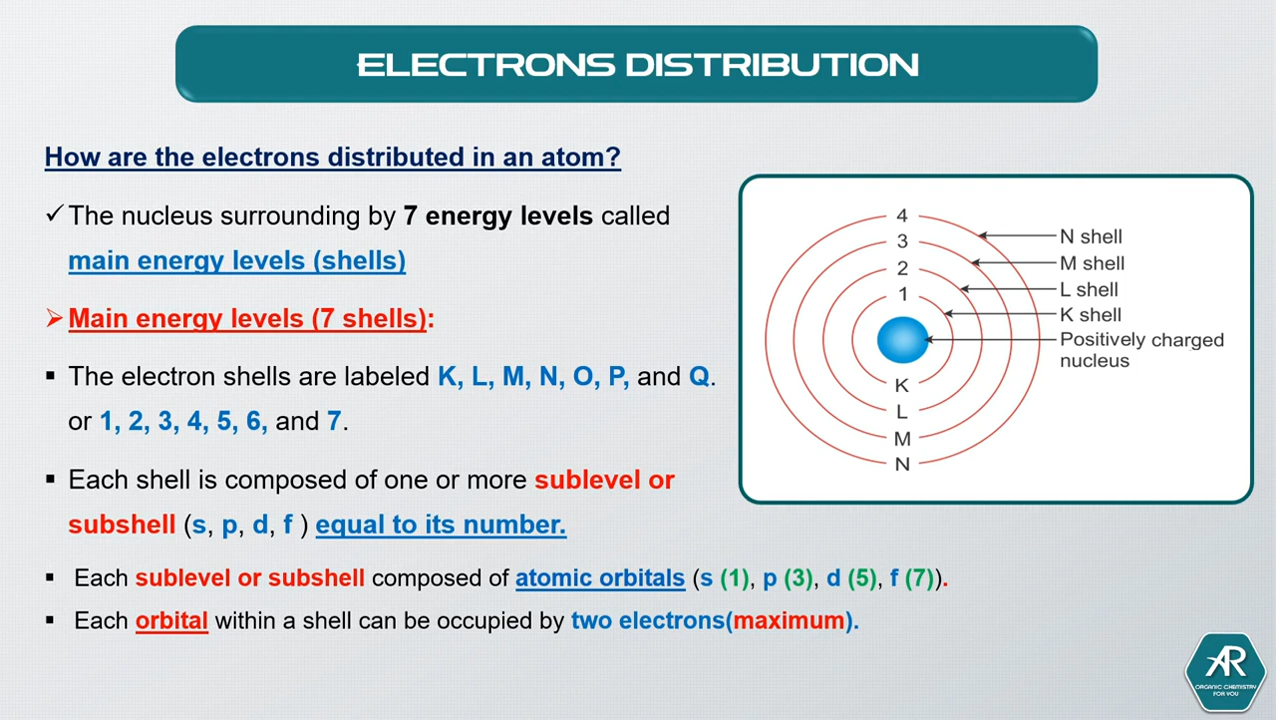 ELECTRONS DISTRIBUTION
How are the electrons distributed in an atom?
✓ The nucleus surrounding by 7 energy levels called
main energy levels (shells)
➢ Main energy levels (7 shells):
▪ The electron shells are labeled K, L, M, N, O, P, and Q.
or 1, 2, 3, 4, 5, 6, and 7.
▪ Each shell is composed of one or more sublevel or
subshell (s, p, d, f ) equal to its number.
▪ Each sublevel or subshell composed of atomic orbitals (s (1), p (3), d (5), f (7)).
▪ Each orbital within a shell can be occupied by two electrons(maximum).
4
3
2
1
K
L
M
N
N shell
M shell
L shell
K shell
Positively charged
nucleus
AR
ORGANIC CHEMISTRY
FOR YOU